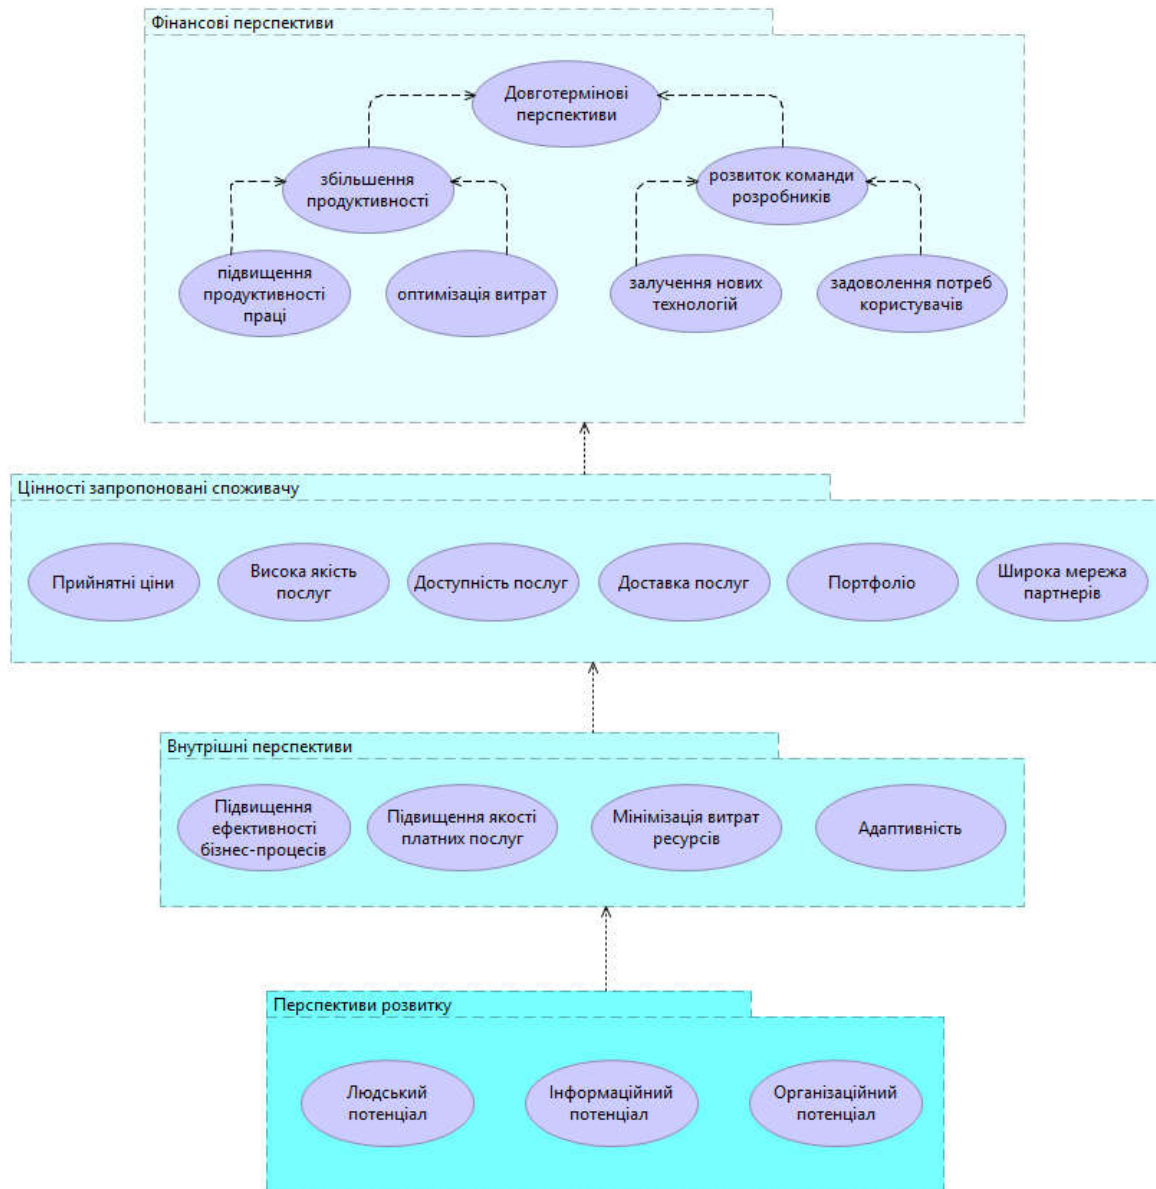 Фінансові перспективи
Довготермінові
перспективи
збільшення
продуктивності
розвиток команди
розробників
підвищення
продуктивності
праці
оптимізація витрат
залучення нових
технологій
задоволення потреб
користувачів
Цінності запропоновані споживачу
Прийнятні ціни
Висока якість
послуг
Доступність послуг
Доставка послуг
Портфоліо
Широка мережа
партнерів
Внутрішні перспективи
Підвищення
ефективності
бізнес-процесів
Підвищення якості
платних послуг
Мінімізація витрат
ресурсів
Адаптивність
Перспективи розвитку
Людський
потенціал
Інформаційний
потенціал
Організаційний
потенціал